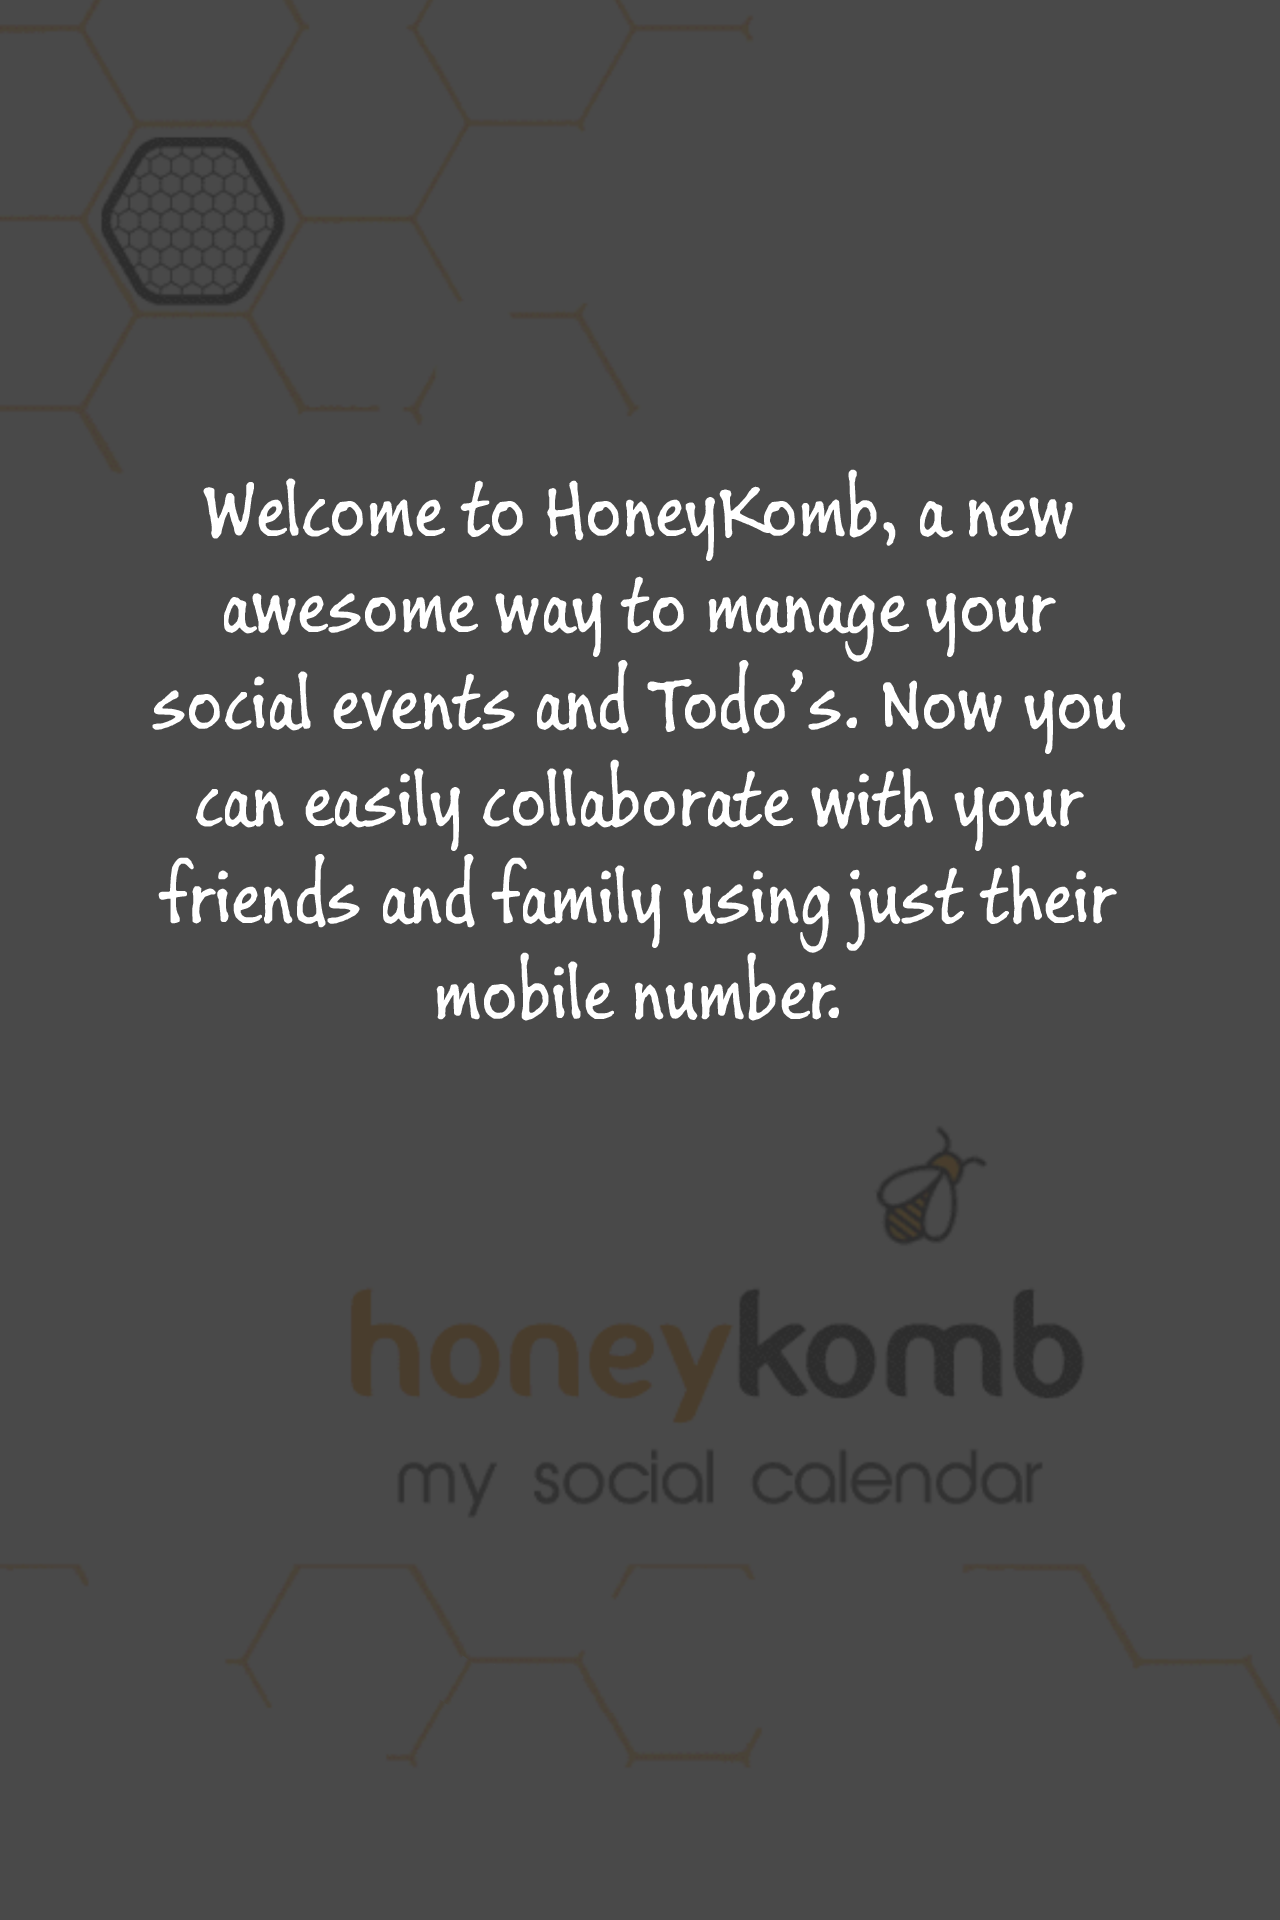 Welcome to HoneyKomb, a new
awesome way to manage your
social events and Todo’s. Now you
can easily collaborate with your
friends and family using just their
mobile number.
honeykomb
my social calendar